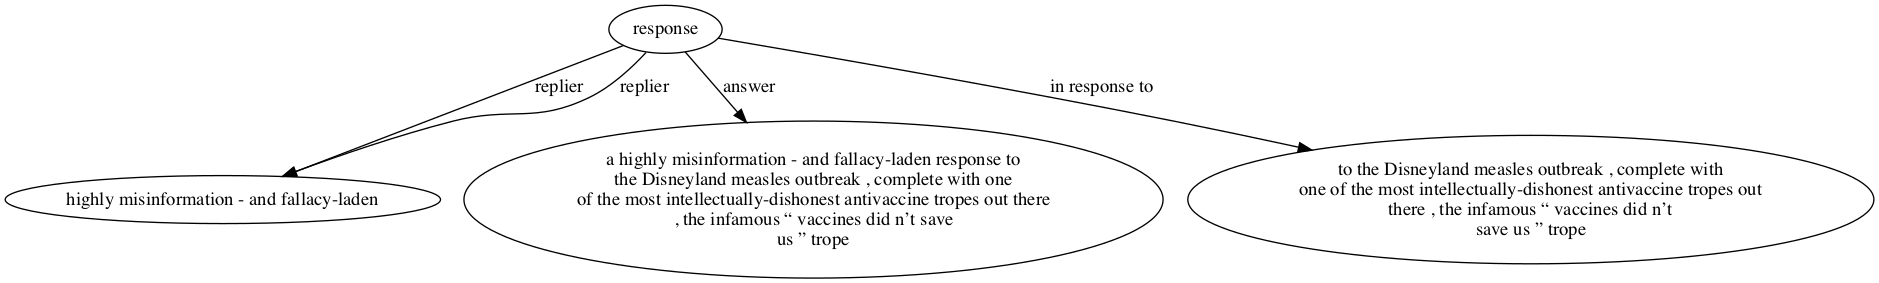 response
replier
replier
answer
in response to
highly misinformation - and fallacy-laden
a highly misinformation - and fallacy-laden response to
the Disneyland measles outbreak , complete with one
of the most intellectually-dishonest antivaccine tropes out there
, the infamous “ vaccines did n’t save
us ” trope
to the Disneyland measles outbreak , complete with
one of the most intellectually-dishonest antivaccine tropes out
there , the infamous “ vaccines did n’t
save us ” trope